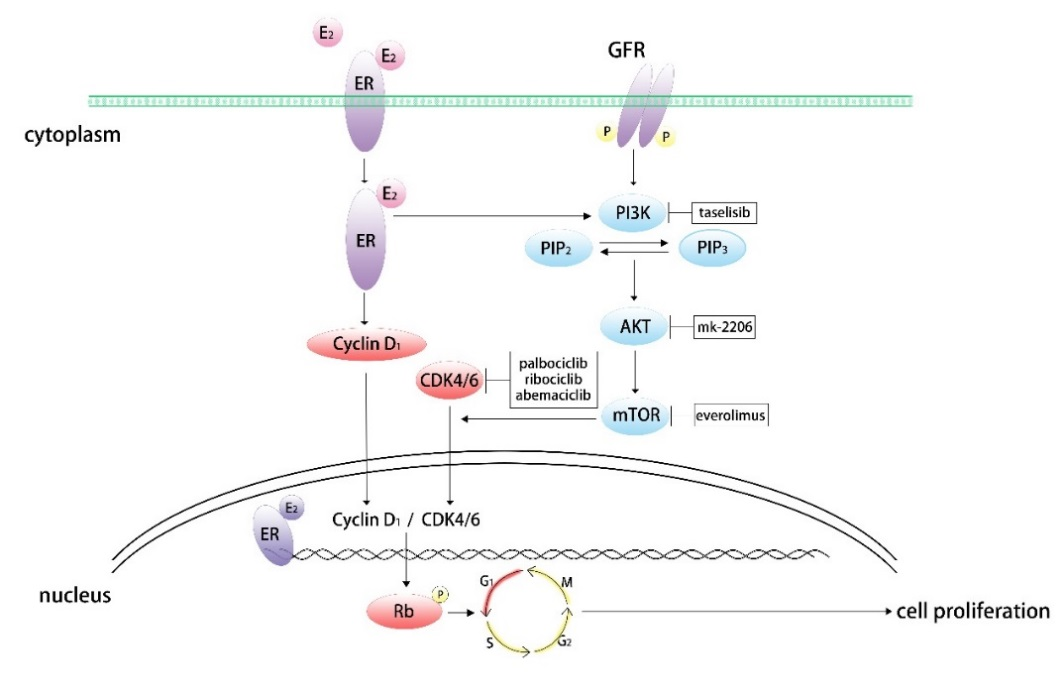 E₂
E₂
ER
GFR
cytoplasm
P
P
E₂
ER
PI3K
taselisib
PIP₂
PIP₃
AKT
mk-2206
Cyclin D₁
CDK4/6
palbociclib
ribociclib
abemaciclib
mTOR
everolimus
E₂
ER
Cyclin D₁ / CDK4/6
nucleus
Rb
P
G₁
M
S
G₂
cell proliferation